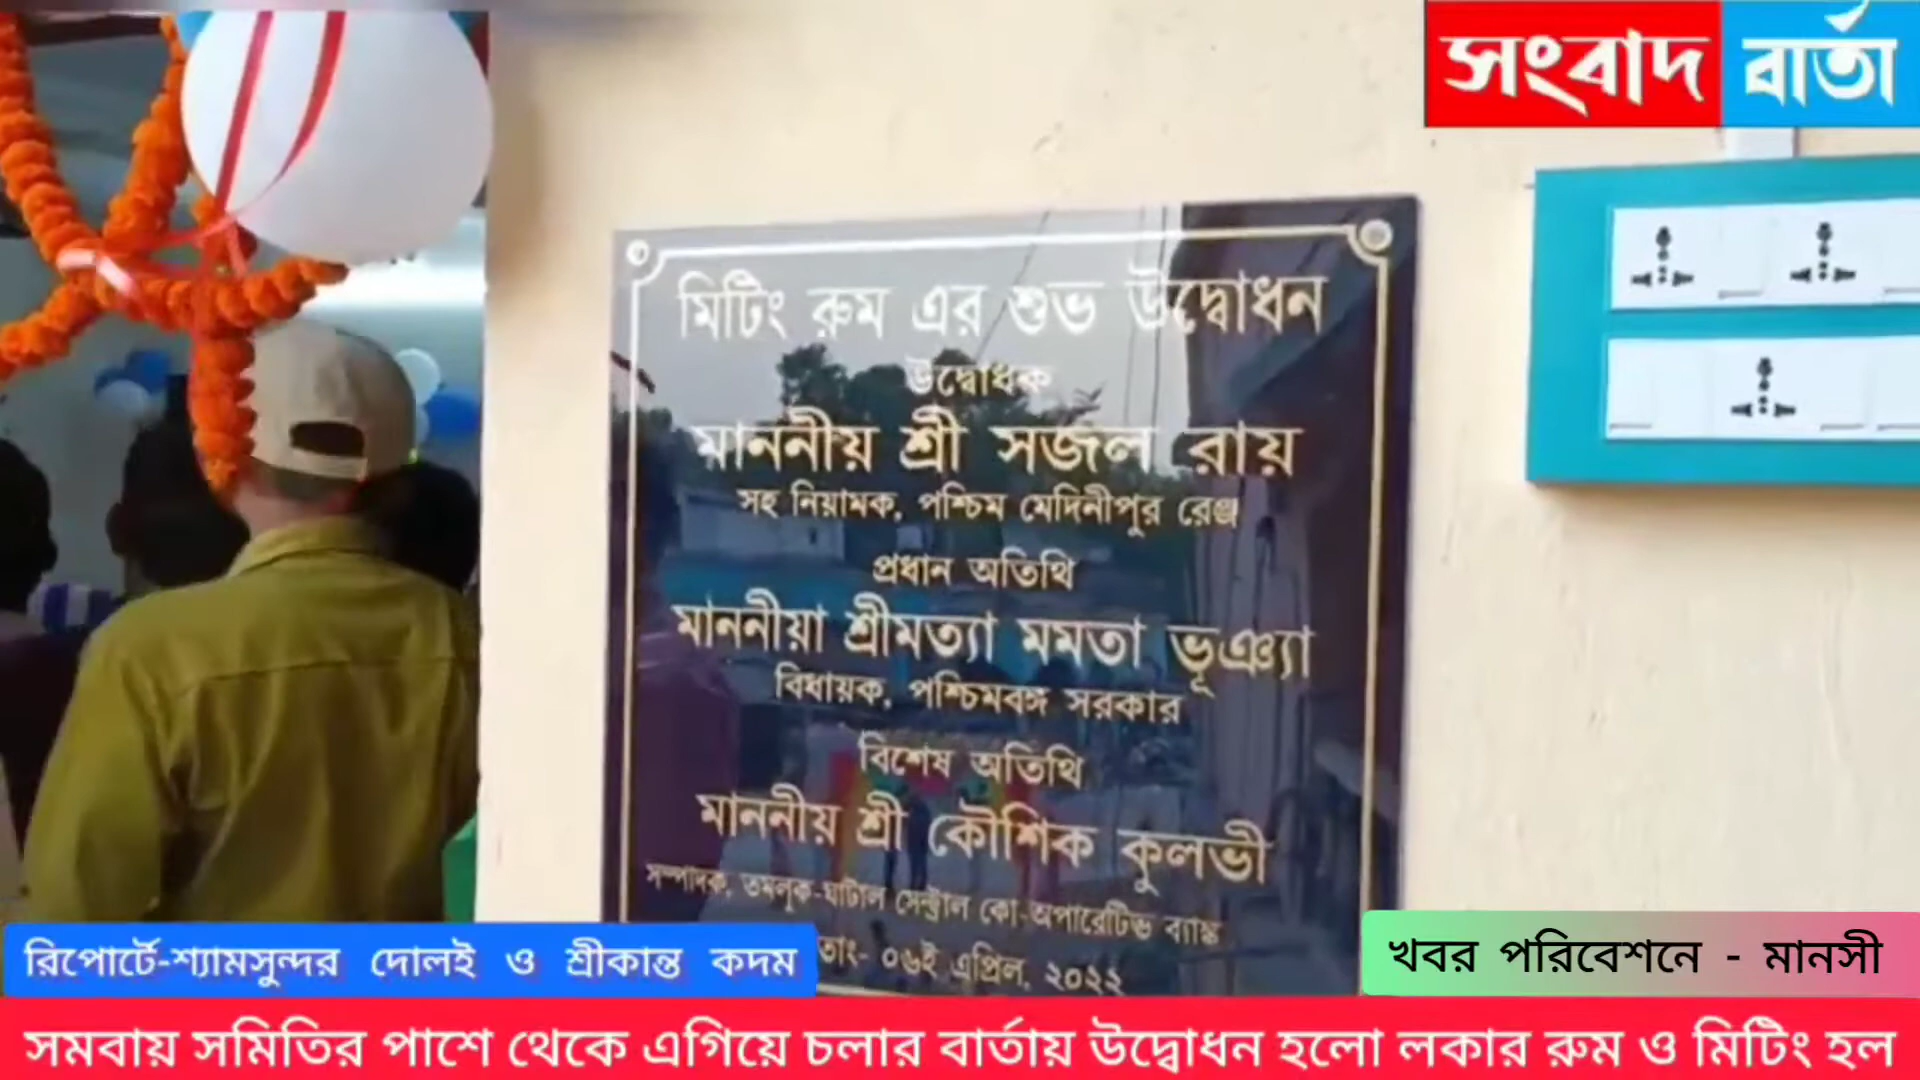 সংবাদ বার্তা
মিটিং রুম এর শুভ উদ্বোধন
উদ্বোধক
মাননীয় শ্রী সজল রায়
সহ নিয়ামক, পশ্চিম মেদিনীপুর রেঞ্জ
প্রধান অতিথি
মাননীয়া শ্রীমত্যা মমতা ভূঞ্যা
বিধায়ক, পশ্চিমবঙ্গ সরকার
বিশেষ অতিথি
মাননীয় শ্রী কৌশিক কুলভী
সম্পাদক, তমলুক-ঘাটাল সেন্ট্রাল কো-অপারেটিভ ব্যাঙ্ক
তাং- ০৬ই এপ্রিল, ২০২২
রিপোর্টে-শ্যামসুন্দর দোলই ও শ্রীকান্ত কদম
খবর পরিবেশনে - মানসী
সমবায় সমিতির পাশে থেকে এগিয়ে চলার বার্তায় উদ্বোধন হলো লকার রুম ও মিটিং হল